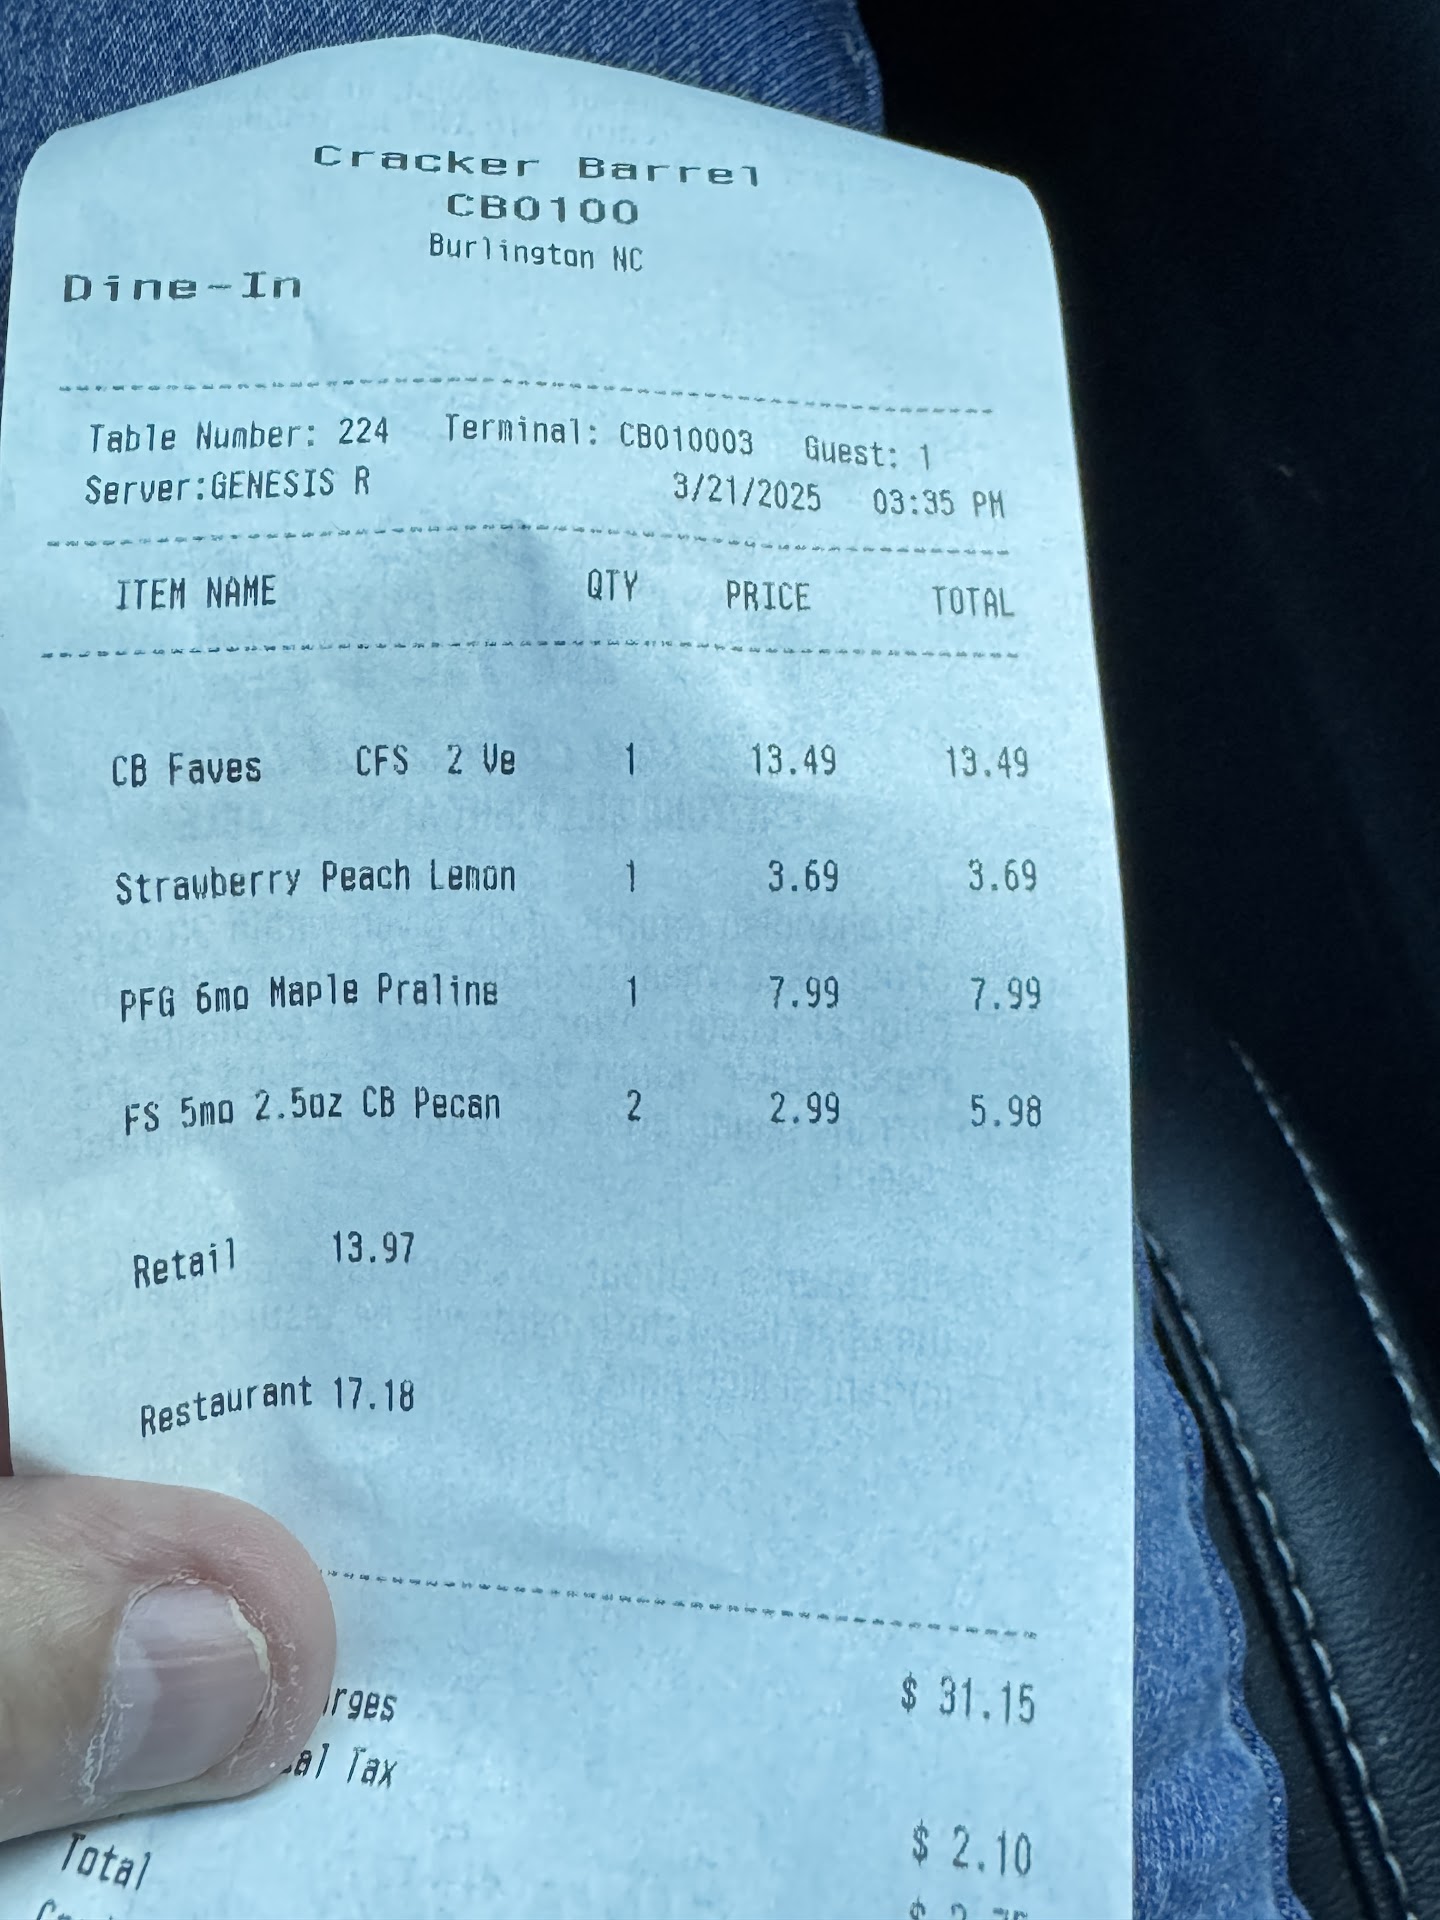 Cracker Barrel
CB0100
Burlington NC
Dine-In
Table Number: 224 Terminal: CB010003 Guest: 1
Server:GENESIS R 3/21/2025 03:35 PM
ITEM NAME QTY PRICE TOTAL
CB Faves CFS 2 Ve 1 13.49 13.49
Strawberry Peach Lemon 1 3.69 3.69
PFG 6mo Maple Praline 1 7.99 7.99
FS 5mo 2.5oz CB Pecan 2 2.99 5.98
Retail 13.97
Restaurant 17.18
$ 31.15
Tax
$ 2.10
Total